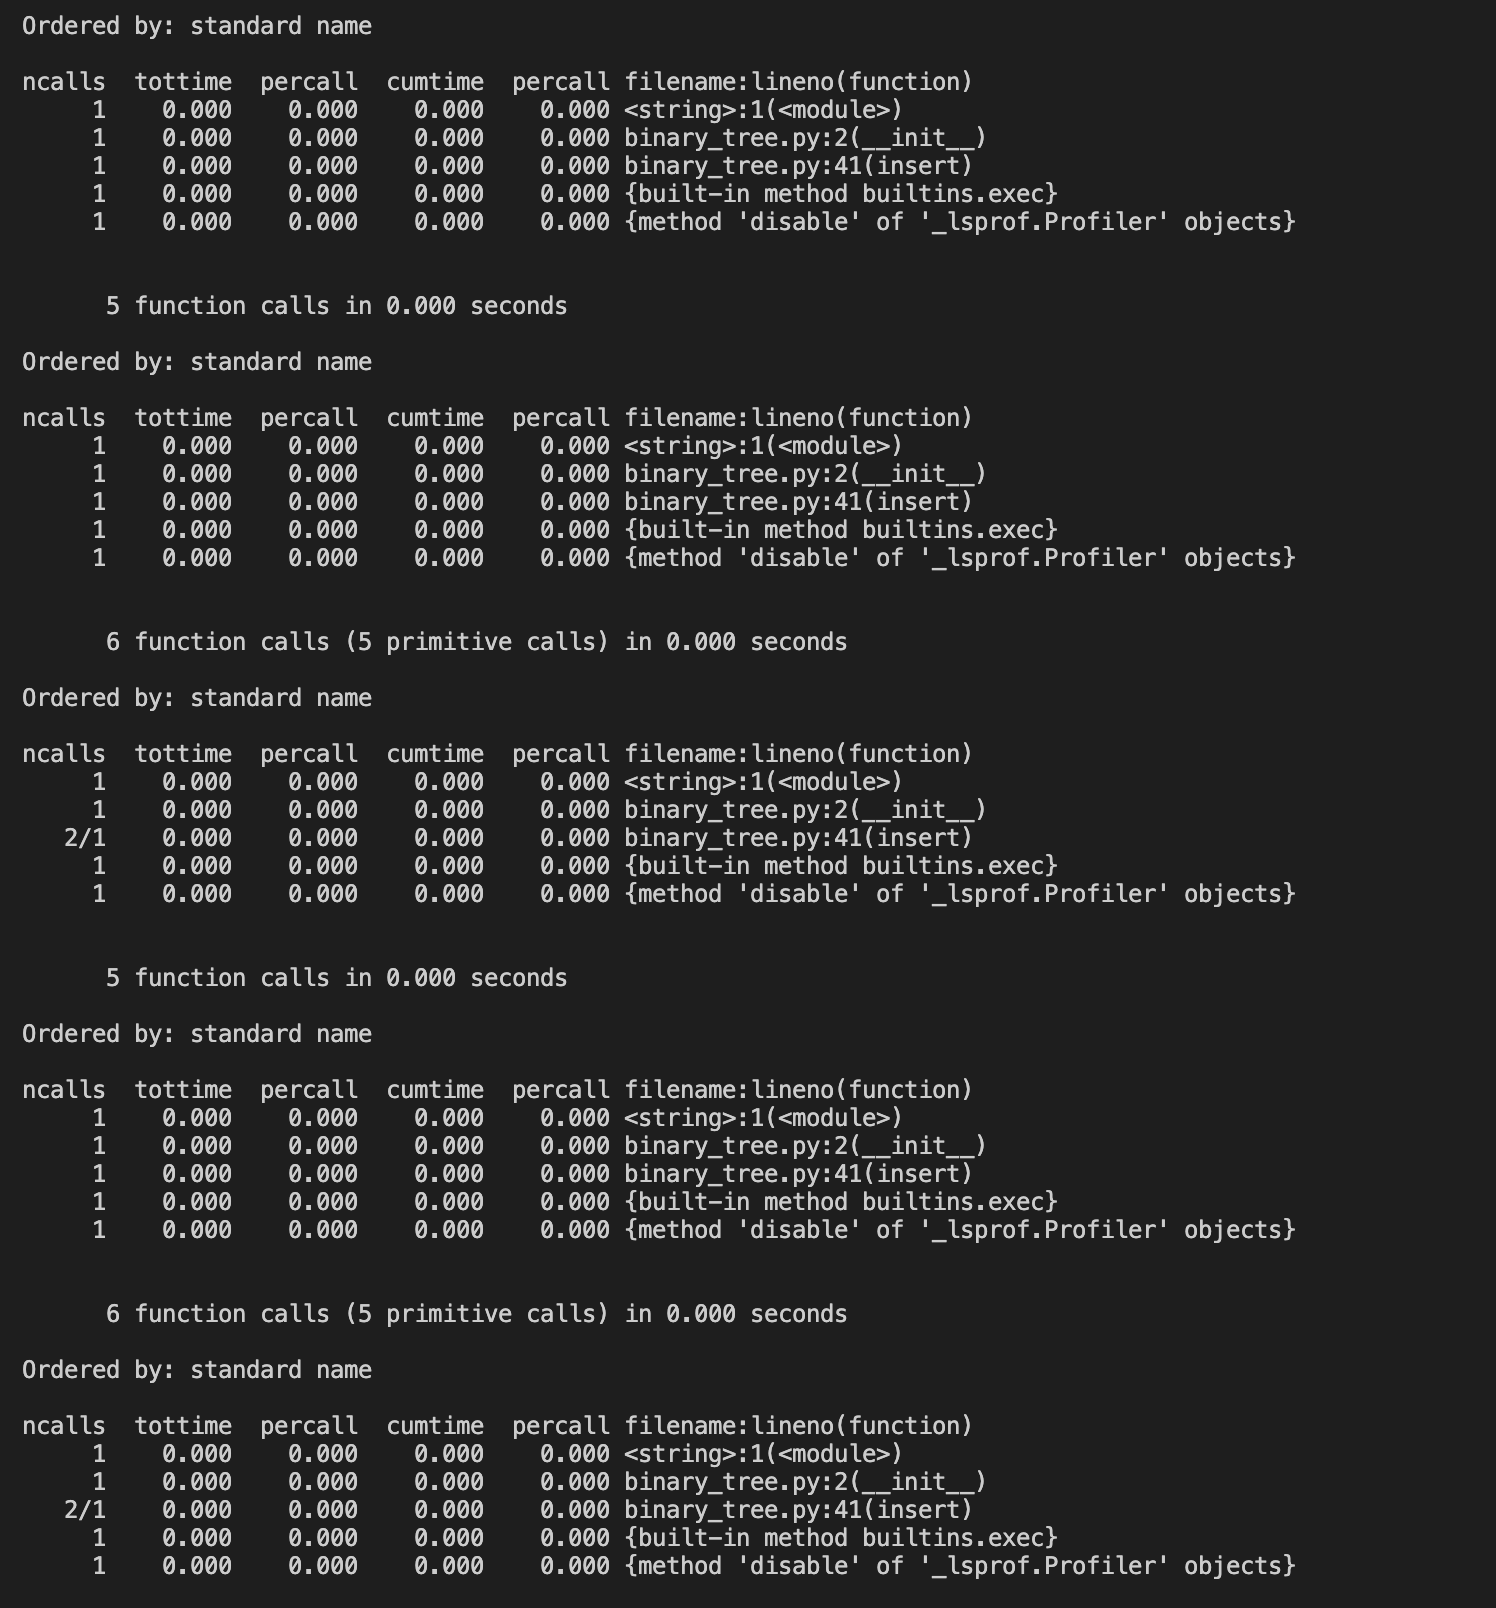 Ordered by: standard name
ncalls  tottime  percall  cumtime  percall filename:lineno(function)
     1    0.000    0.000    0.000    0.000 <string>:1(<module>)
     1    0.000    0.000    0.000    0.000 binary_tree.py:2(__init__)
     1    0.000    0.000    0.000    0.000 binary_tree.py:41(insert)
     1    0.000    0.000    0.000    0.000 {built-in method builtins.exec}
     1    0.000    0.000    0.000    0.000 {method 'disable' of '_lsprof.Profiler' objects}
      5 function calls in 0.000 seconds
Ordered by: standard name
ncalls  tottime  percall  cumtime  percall filename:lineno(function)
     1    0.000    0.000    0.000    0.000 <string>:1(<module>)
     1    0.000    0.000    0.000    0.000 binary_tree.py:2(__init__)
     1    0.000    0.000    0.000    0.000 binary_tree.py:41(insert)
     1    0.000    0.000    0.000    0.000 {built-in method builtins.exec}
     1    0.000    0.000    0.000    0.000 {method 'disable' of '_lsprof.Profiler' objects}
      6 function calls (5 primitive calls) in 0.000 seconds
Ordered by: standard name
ncalls  tottime  percall  cumtime  percall filename:lineno(function)
     1    0.000    0.000    0.000    0.000 <string>:1(<module>)
     1    0.000    0.000    0.000    0.000 binary_tree.py:2(__init__)
   2/1    0.000    0.000    0.000    0.000 binary_tree.py:41(insert)
     1    0.000    0.000    0.000    0.000 {built-in method builtins.exec}
     1    0.000    0.000    0.000    0.000 {method 'disable' of '_lsprof.Profiler' objects}
      5 function calls in 0.000 seconds
Ordered by: standard name
ncalls  tottime  percall  cumtime  percall filename:lineno(function)
     1    0.000    0.000    0.000    0.000 <string>:1(<module>)
     1    0.000    0.000    0.000    0.000 binary_tree.py:2(__init__)
     1    0.000    0.000    0.000    0.000 binary_tree.py:41(insert)
     1    0.000    0.000    0.000    0.000 {built-in method builtins.exec}
     1    0.000    0.000    0.000    0.000 {method 'disable' of '_lsprof.Profiler' objects}
      6 function calls (5 primitive calls) in 0.000 seconds
Ordered by: standard name
ncalls  tottime  percall  cumtime  percall filename:lineno(function)
     1    0.000    0.000    0.000    0.000 <string>:1(<module>)
     1    0.000    0.000    0.000    0.000 binary_tree.py:2(__init__)
   2/1    0.000    0.000    0.000    0.000 binary_tree.py:41(insert)
     1    0.000    0.000    0.000    0.000 {built-in method builtins.exec}
     1    0.000    0.000    0.000    0.000 {method 'disable' of '_lsprof.Profiler' objects}